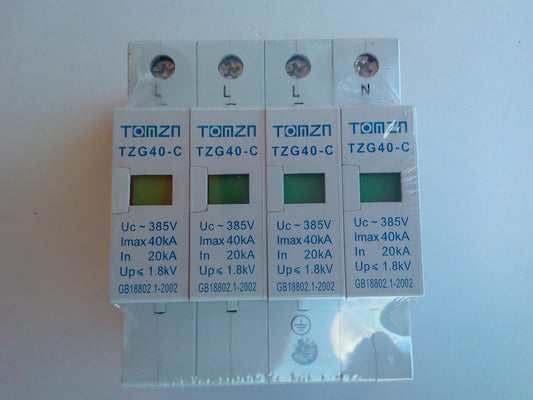 L L L N
TOMZN TOMZN TOMZN TOMZN
TZG40-C TZG40-C TZG40-C TZG40-C
Uc ~ 385V Uc ~ 385V Uc ~ 385V Uc ~ 385V
Imax 40kA Imax 40kA Imax 40kA Imax 40kA
In 20kA In 20kA In 20kA In 20kA
Up⩽ 1.8kV Up⩽ 1.8kV Up⩽ 1.8kV Up⩽ 1.8kV
GB18802.1-2002 GB18802.1-2002 GB18802.1-2002 GB18802.1-2002